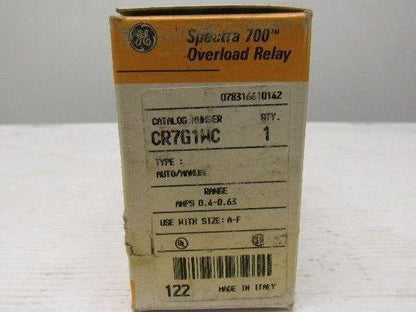 GE
Spectra 700™
Overload Relay
078316610142
CATALOG NUMBER QTY.
CR7G1WC 1
TYPE :
AUTO/MANUAL
RANGE
AMPS 0.4-0.63
USE WITH SIZE: A-F
122 MADE IN ITALY